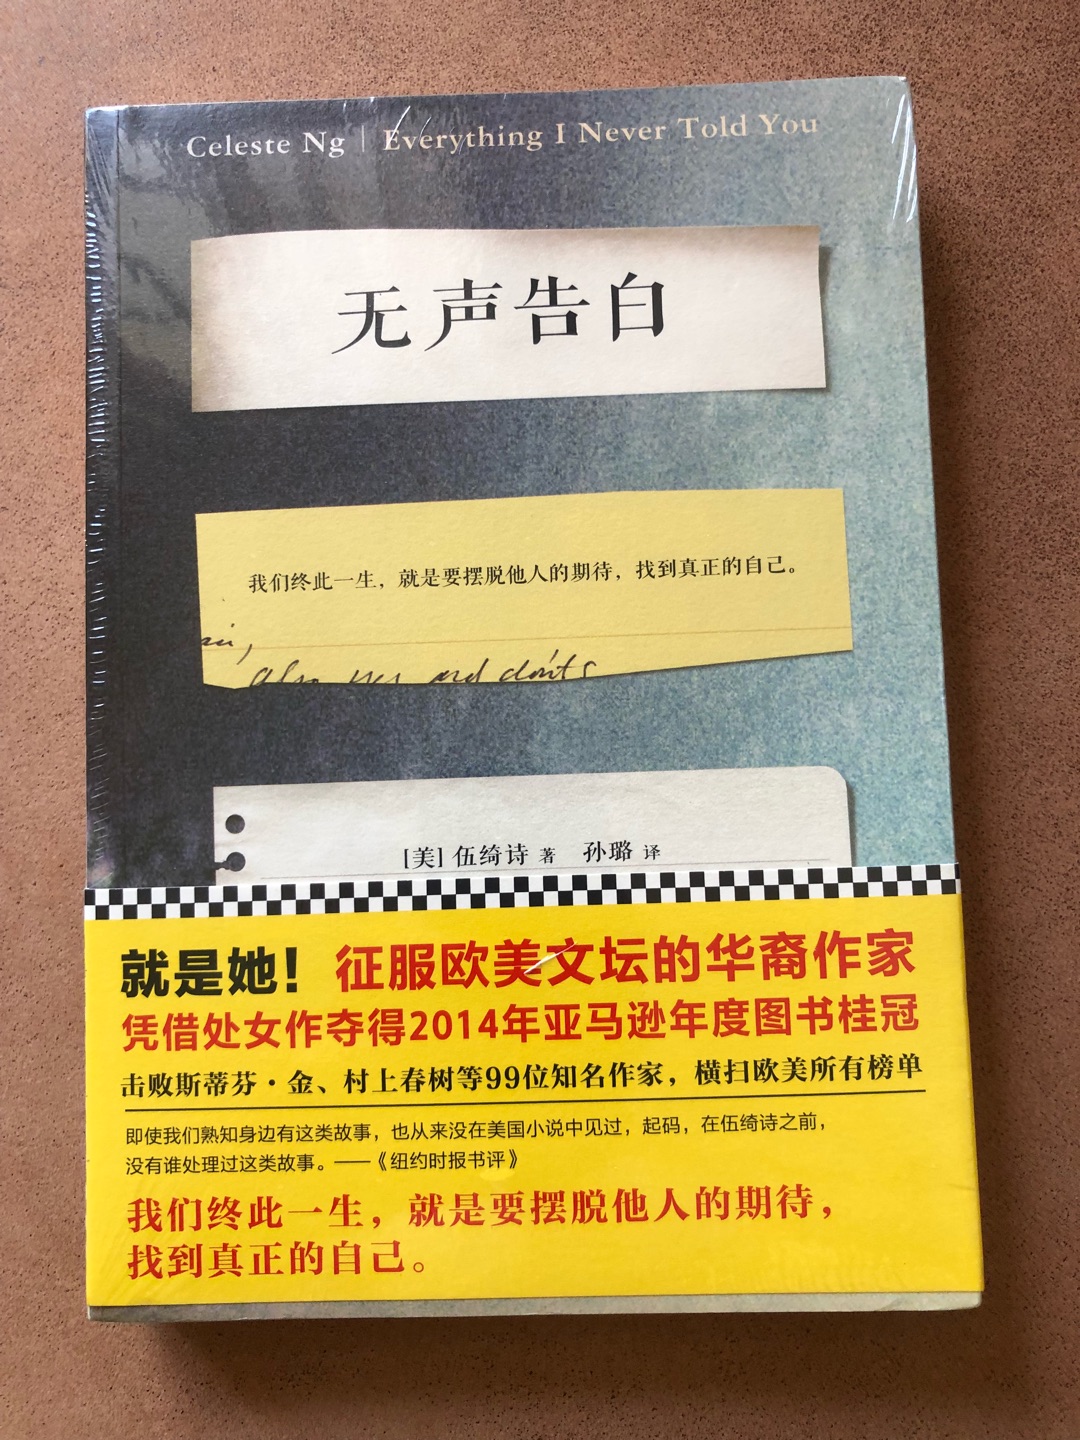 Celeste Ng | Everything I Never Told You
无声告白
我们终此一生，就是要摆脱他人的期待，找到真正的自己。
and don'ts
[美] 伍绮诗 著 孙璐 译
就是她！ 征服欧美文坛的华裔作家
凭借处女作夺得2014年亚马逊年度图书桂冠
击败斯蒂芬·金、村上春树等99位知名作家，横扫欧美所有榜单
即使我们熟知身边有这类故事，也从来没在美国小说中见过，起码，在伍绮诗之前，
没有谁处理过这类故事。——《纽约时报书评》
我们终此一生，就是要摆脱他人的期待，
找到真正的自己。